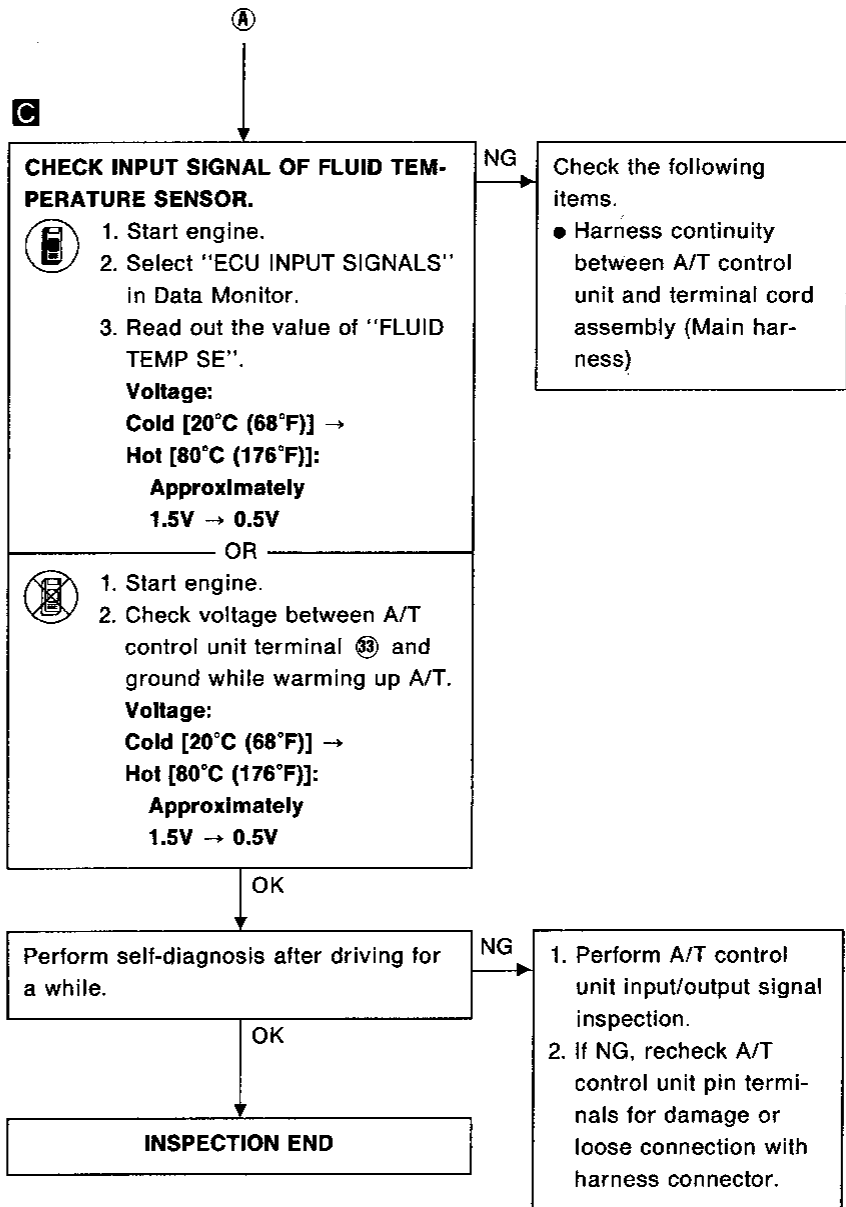 Ⓐ
C
CHECK INPUT SIGNAL OF FLUID TEM-
PERATURE SENSOR.
1. Start engine.
2. Select "ECU INPUT SIGNALS"
in Data Monitor.
3. Read out the value of "FLUID
TEMP SE".
Voltage:
Cold [20°C (68°F)] →
Hot [80°C (176°F)]:
Approximately
1.5V → 0.5V
NG
Check the following
items.
● Harness continuity
between A/T control
unit and terminal cord
assembly (Main har-
ness)
OR
1. Start engine.
2. Check voltage between A/T
control unit terminal ㉝ and
ground while warming up A/T.
Voltage:
Cold [20°C (68°F)] →
Hot [80°C (176°F)]:
Approximately
1.5V → 0.5V
OK
Perform self-diagnosis after driving for
a while.
NG
1. Perform A/T control
unit input/output signal
inspection.
2. If NG, recheck A/T
control unit pin termi-
nals for damage or
loose connection with
harness connector.
OK
INSPECTION END